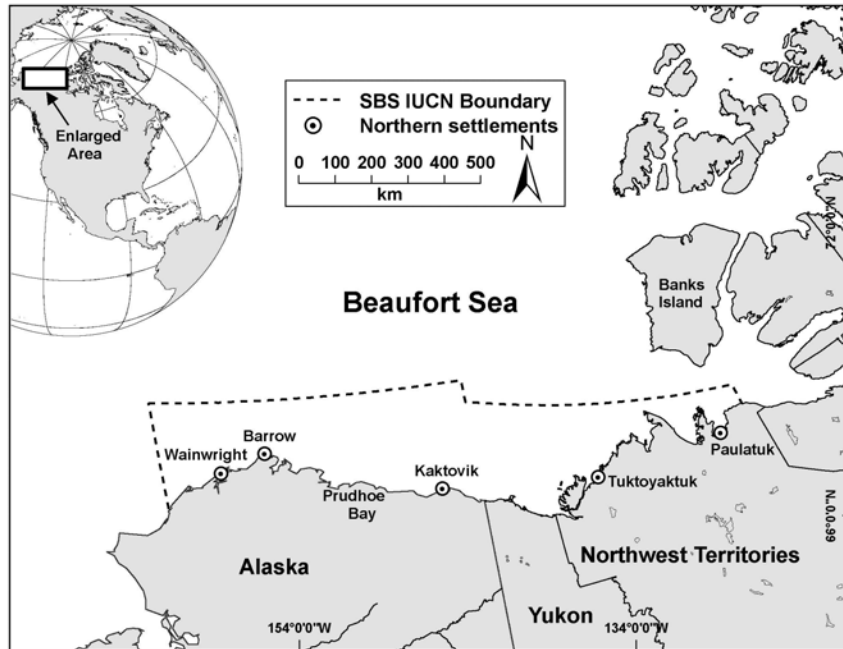 Enlarged
Area
SBS IUCN Boundary
Northern settlements
N
0 100 200 300 400 500
km
72°0'0"N
Banks
Island
Beaufort Sea
Wainwright
Barrow
Kaktovik
Prudhoe
Bay
Tuktoyaktuk
Paulatuk
66°0'0"N
Alaska
Northwest Territories
Yukon
154°0'0"W
134°0'0"W